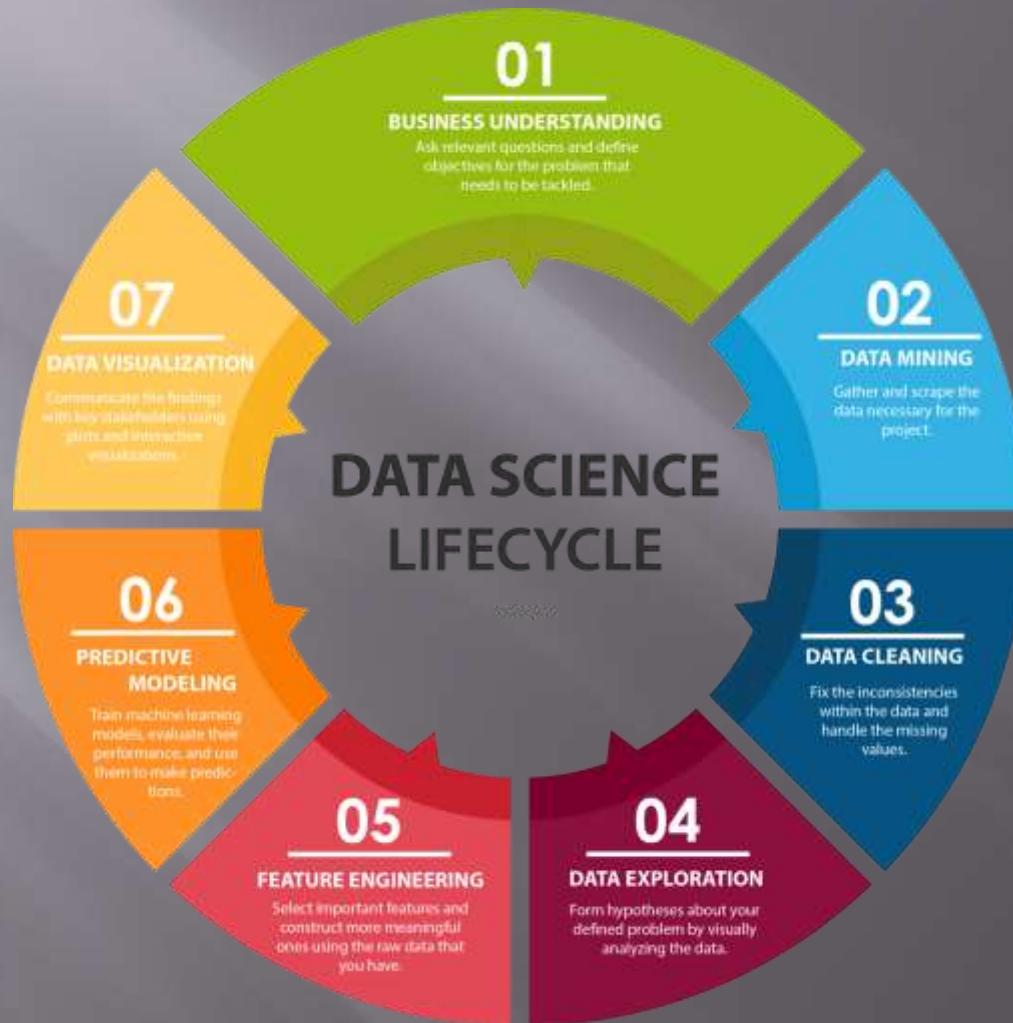 01
BUSINESS UNDERSTANDING
Ask relevant questions and define
objectives for the problem that
needs to be tackled.
02
DATA MINING
Gather and scrape the
data necessary for the
project.
03
DATA CLEANING
Fix the inconsistencies
within the data and
handle the missing
values.
04
DATA EXPLORATION
Form hypotheses about your
defined problem by visually
analyzing the data.
05
FEATURE ENGINEERING
Select important features and
construct more meaningful
ones using the raw data that
you have.
06
PREDICTIVE
MODELING
Train machine learning
models, evaluate their
performance, and use
them to make predic-
tions.
07
DATA VISUALIZATION
Communicate the findings
with key stakeholders using
plots and interactive
visualizations.
DATA SCIENCE
LIFECYCLE